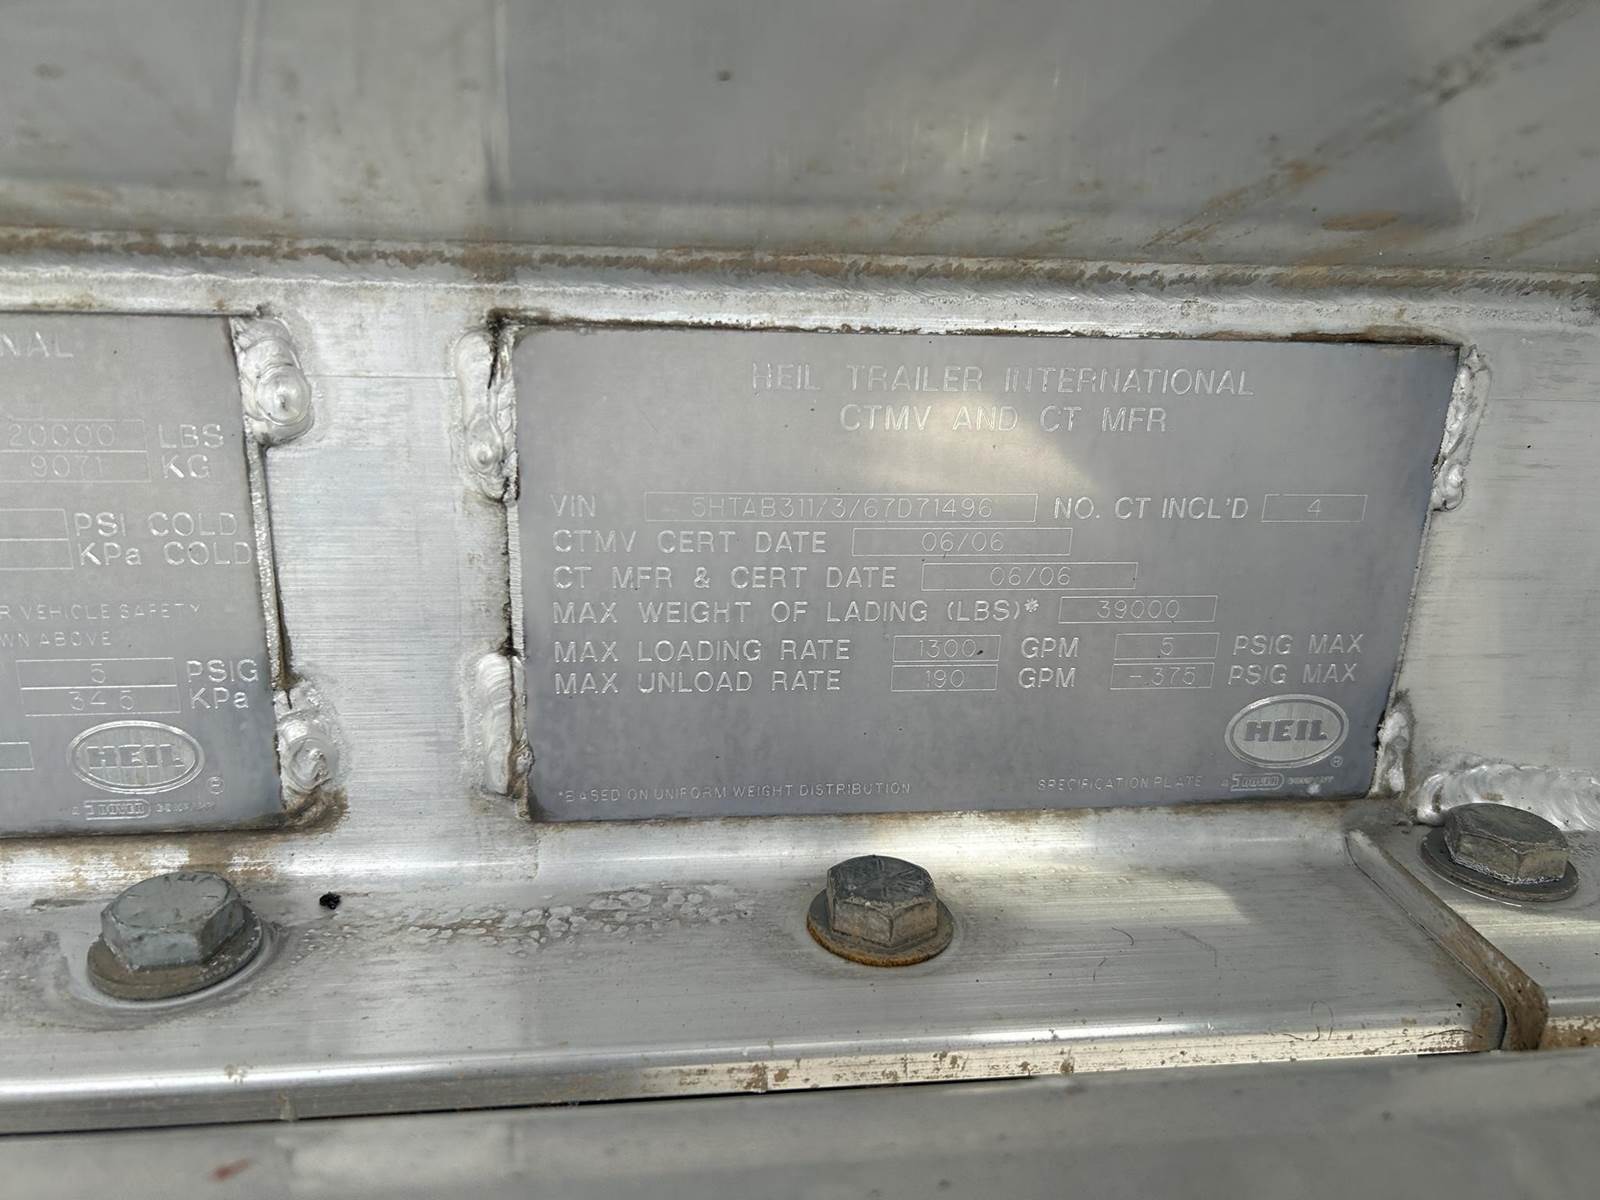 NAL
20000 LBS
9071 KG
PSI COLD
KPa COLD
R VEHICLE SAFETY
WN ABOVE
5 PSIG
34.5 KPa
HEIL
®
HEIL TRAILER INTERNATIONAL
CTMV AND CT MFR
VIN 5HTAB311/3/67D71496 NO. CT INCL'D 4
CTMV CERT DATE 06/06
CT MFR & CERT DATE 06/06
MAX WEIGHT OF LADING (LBS)* 39000
MAX LOADING RATE 1300 GPM 5 PSIG MAX
MAX UNLOAD RATE 190 GPM -.375 PSIG MAX
HEIL
®
*BASED ON UNIFORM WEIGHT DISTRIBUTION
SPECIFICATION PLATE A DOVER COMPANY